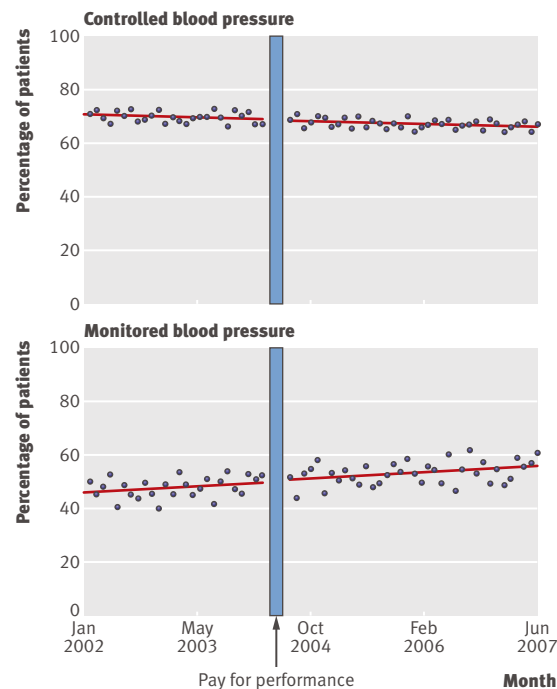 Controlled blood pressure
Percentage of patients
100
80
60
40
20
0
Monitored blood pressure
Percentage of patients
100
80
60
40
20
0
Jan May Oct Feb Jun
2002 2003 2004 2006 2007
Pay for performance Month